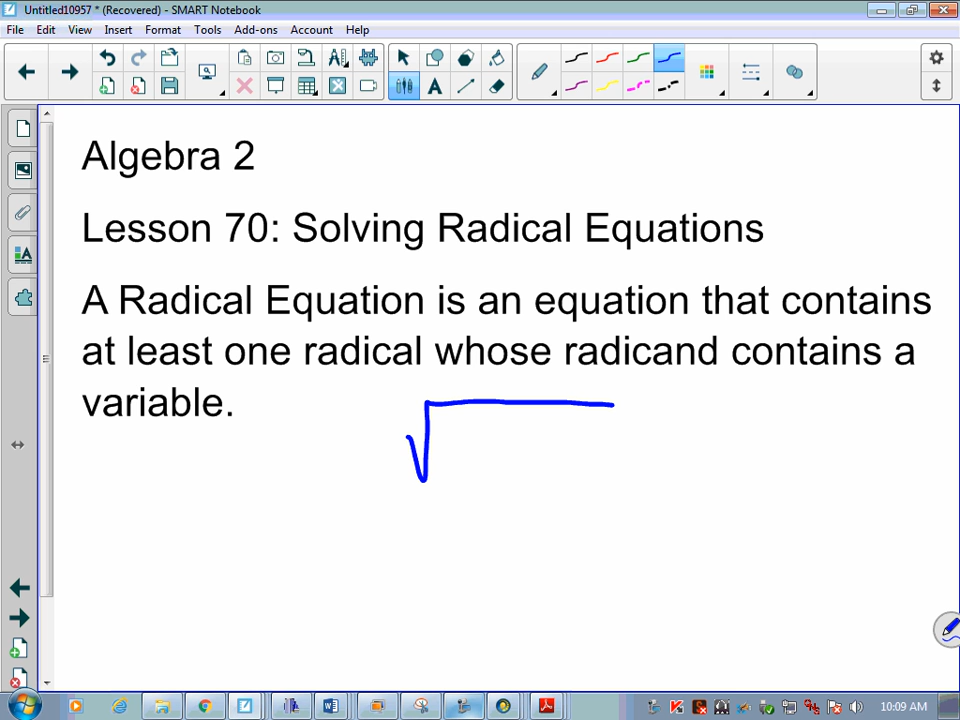 Untitled10957 * (Recovered) - SMART Notebook
File Edit View Insert Format Tools Add-ons Account Help
Algebra 2
Lesson 70: Solving Radical Equations
A Radical Equation is an equation that contains
at least one radical whose radicand contains a
variable.
√
10:09 AM